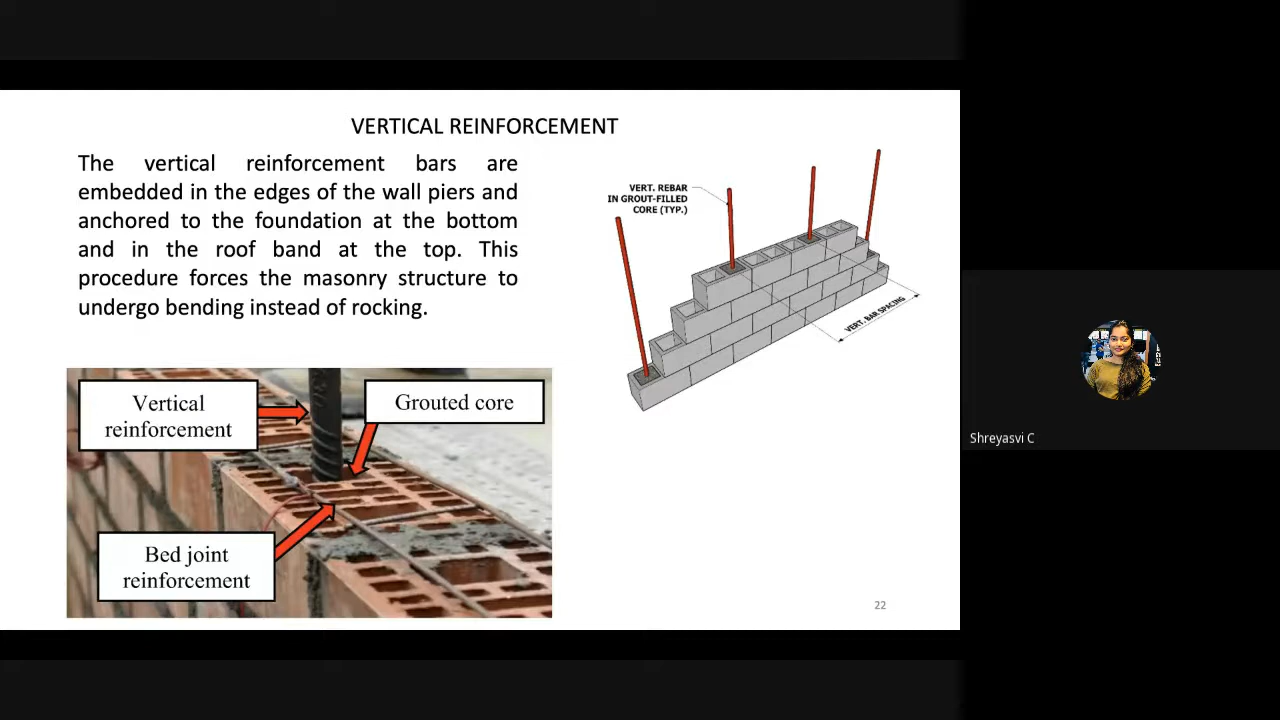 VERTICAL REINFORCEMENT
The vertical reinforcement bars are
embedded in the edges of the wall piers and
anchored to the foundation at the bottom
and in the roof band at the top. This
procedure forces the masonry structure to
undergo bending instead of rocking.
VERT. REBAR
IN GROUT-FILLED
CORE (TYP.)
VERT. BAR SPACING
Vertical
reinforcement
Grouted core
Bed joint
reinforcement
22
Shreyasvi C